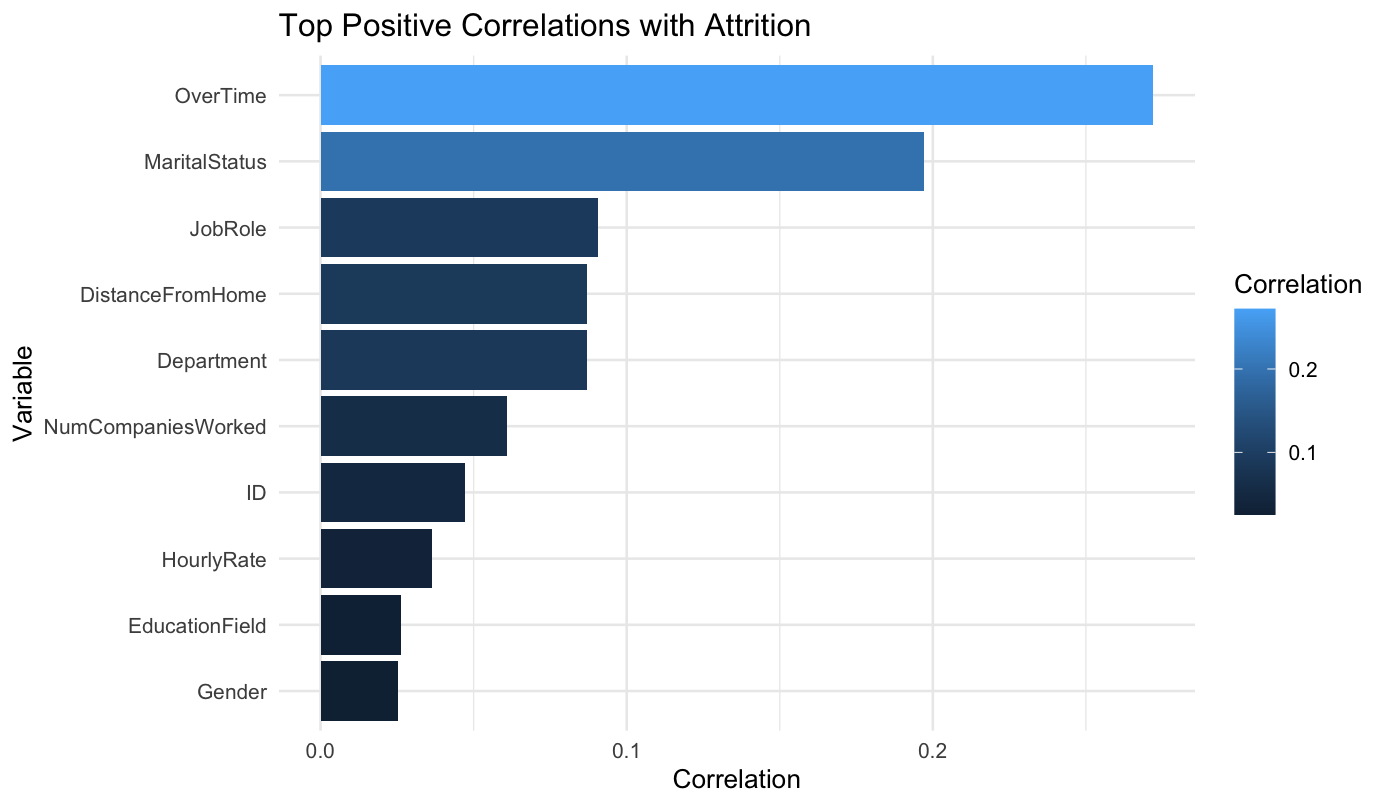 Top Positive Correlations with Attrition
OverTime
MaritalStatus
JobRole
DistanceFromHome
Department
NumCompaniesWorked
ID
HourlyRate
EducationField
Gender
Variable
0.0
0.1
0.2
Correlation
Correlation
0.2
0.1